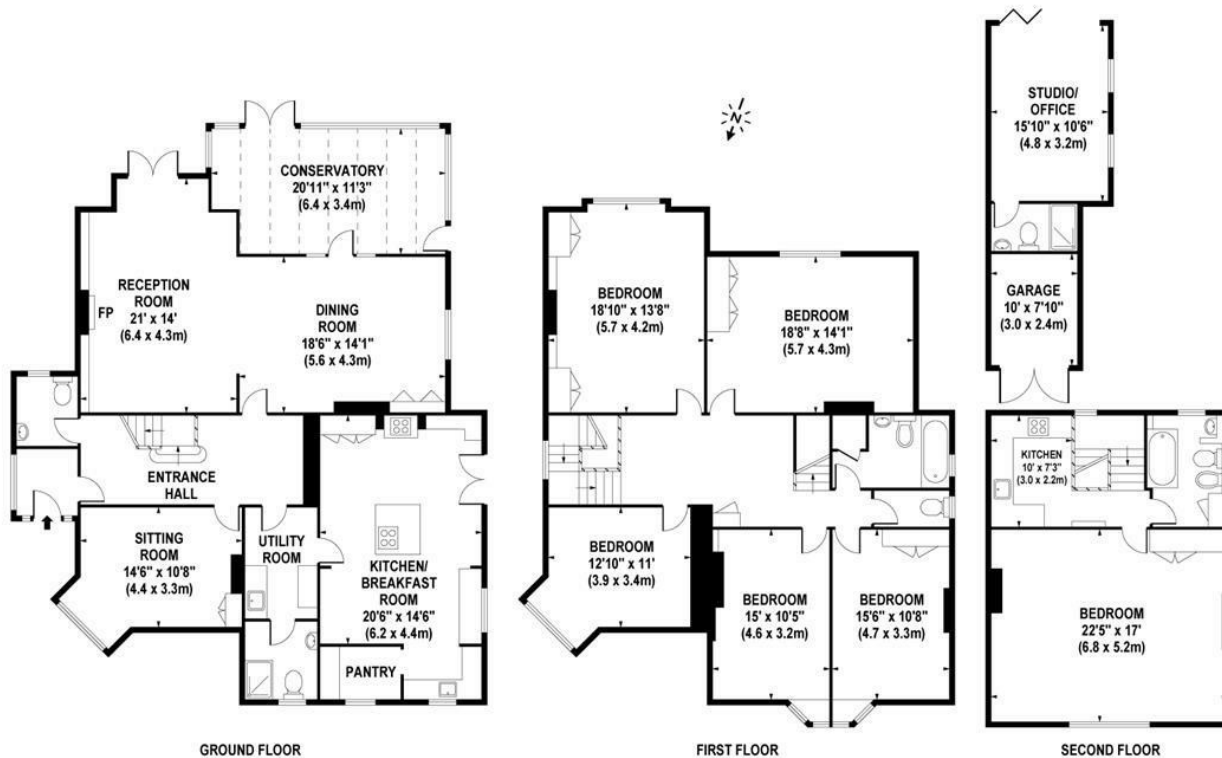 CONSERVATORY
20'11" x 11'3"
(6.4 x 3.4m)
RECEPTION
ROOM
21' x 14'
(6.4 x 4.3m)
FP
DINING
ROOM
18'6" x 14'1"
(5.6 x 4.3m)
ENTRANCE
HALL
SITTING
ROOM
14'6" x 10'8"
(4.4 x 3.3m)
UTILITY
ROOM
KITCHEN/
BREAKFAST
ROOM
20'6" x 14'6"
(6.2 x 4.4m)
PANTRY
GROUND FLOOR
N
BEDROOM
18'10" x 13'8"
(5.7 x 4.2m)
BEDROOM
18'8" x 14'1"
(5.7 x 4.3m)
BEDROOM
12'10" x 11'
(3.9 x 3.4m)
BEDROOM
15' x 10'5"
(4.6 x 3.2m)
BEDROOM
15'6" x 10'8"
(4.7 x 3.3m)
FIRST FLOOR
STUDIO/
OFFICE
15'10" x 10'6"
(4.8 x 3.2m)
GARAGE
10' x 7'10"
(3.0 x 2.4m)
KITCHEN
10' x 7'3"
(3.0 x 2.2m)
BEDROOM
22'5" x 17'
(6.8 x 5.2m)
SECOND FLOOR